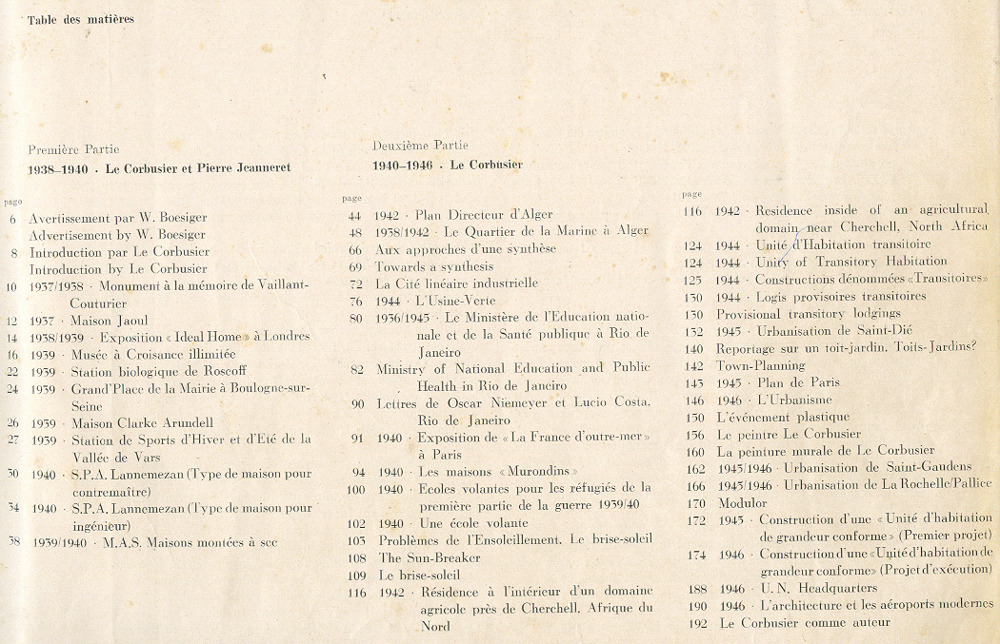 Table des matières
Première Partie
1938–1940 · Le Corbusier et Pierre Jeanneret
page
6 Avertissement par W. Boesiger
Advertisement by W. Boesiger
8 Introduction par Le Corbusier
Introduction by Le Corbusier
10 1937/1938 · Monument à la mémoire de Vaillant-
Couturier
12 1937 · Maison Jaoul
14 1938/1939 · Exposition « Ideal Home » à Londres
16 1939 · Musée à Croissance illimitée
22 1939 · Station biologique de Roscoff
24 1939 · Grand'Place de la Mairie à Boulogne-sur-
Seine
26 1939 · Maison Clarke Arundell
27 1939 · Station de Sports d'Hiver et d'Eté de la
Vallée de Vars
30 1940 · S.P.A. Lannemezan (Type de maison pour
contremaître)
34 1940 · S.P.A. Lannemezan (Type de maison pour
ingénieur)
38 1939/1940 · M.A.S. Maisons montées à sec
Deuxième Partie
1940–1946 · Le Corbusier
page
44 1942 · Plan Directeur d'Alger
48 1938/1942 · Le Quartier de la Marine à Alger
66 Aux approches d'une synthèse
69 Towards a synthesis
72 La Cité linéaire industrielle
76 1944 · L'Usine-Verte
80 1936/1945 · Le Ministère de l'Education natio-
nale et de la Santé publique à Rio de
Janeiro
82 Ministry of National Education and Public
Health in Rio de Janeiro
90 Lettres de Oscar Niemeyer et Lucio Costa,
Rio de Janeiro
91 1940 · Exposition de « La France d'outre-mer »
à Paris
94 1940 · Les maisons « Murondins »
100 1940 · Ecoles volantes pour les réfugiés de la
première partie de la guerre 1939/40
102 1940 · Une école volante
103 Problèmes de l'Ensoleillement. Le brise-soleil
108 The Sun-Breaker
109 Le brise-soleil
116 1942 · Résidence à l'intérieur d'un domaine
agricole près de Cherchell, Afrique du
Nord
page
116 1942 · Residence inside of an agricultural
domain near Cherchell, North Africa
124 1944 · Unité d'Habitation transitoire
124 1944 · Unity of Transitory Habitation
125 1944 · Constructions dénommées «Transitoires»
130 1944 · Logis provisoires transitoires
130 Provisional transitory lodgings
132 1945 · Urbanisation de Saint-Dié
140 Reportage sur un toit-jardin. Toits-Jardins?
142 Town-Planning
143 1945 · Plan de Paris
146 1946 · L'Urbanisme
150 L'événement plastique
156 Le peintre Le Corbusier
160 La peinture murale de Le Corbusier
162 1945/1946 · Urbanisation de Saint-Gaudens
166 1945/1946 · Urbanisation de La Rochelle/Pallice
170 Modulor
172 1945 · Construction d'une « Unité d'habitation
de grandeur conforme » (Premier projet)
174 1946 · Construction d'une «Unité d'habitation de
grandeur conforme» (Projet d'exécution)
188 1946 · U. N. Headquarters
190 1946 · L'architecture et les aéroports modernes
192 Le Corbusier comme auteur